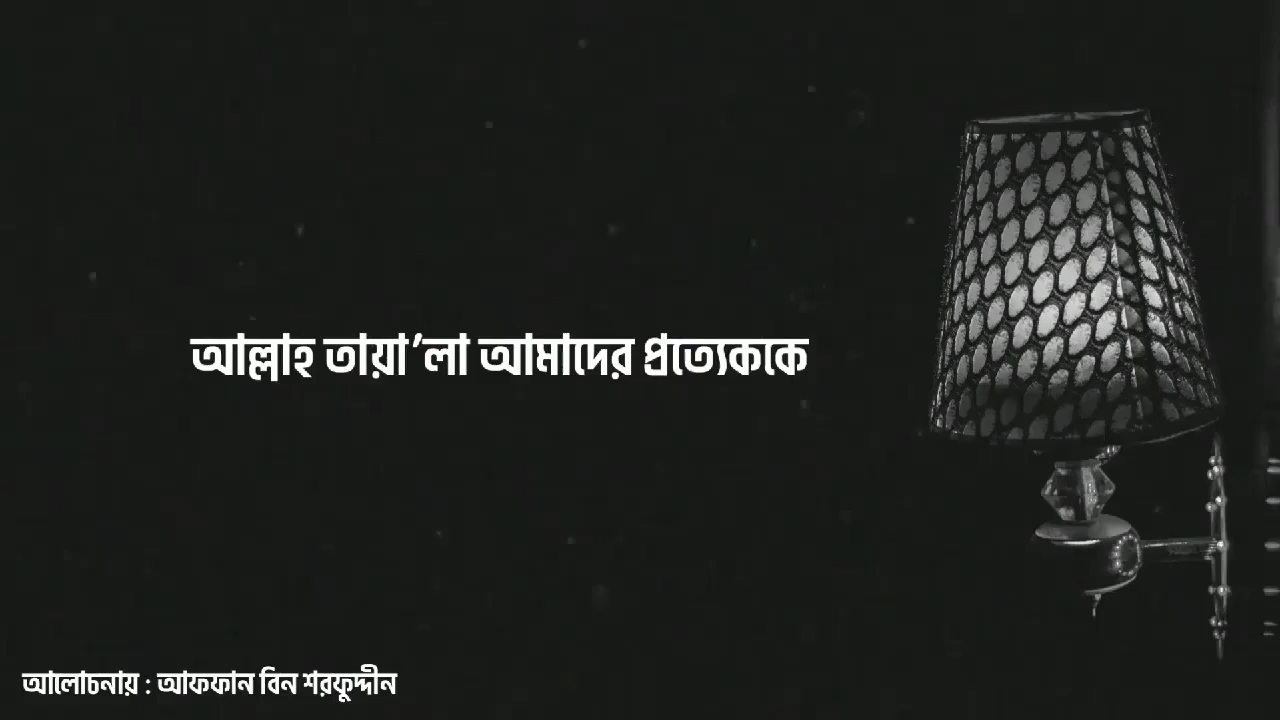 আল্লাহ তায়া’লা আমাদের প্রত্যেককে
আলোচনায় : আফফান বিন শরফুদ্দীন